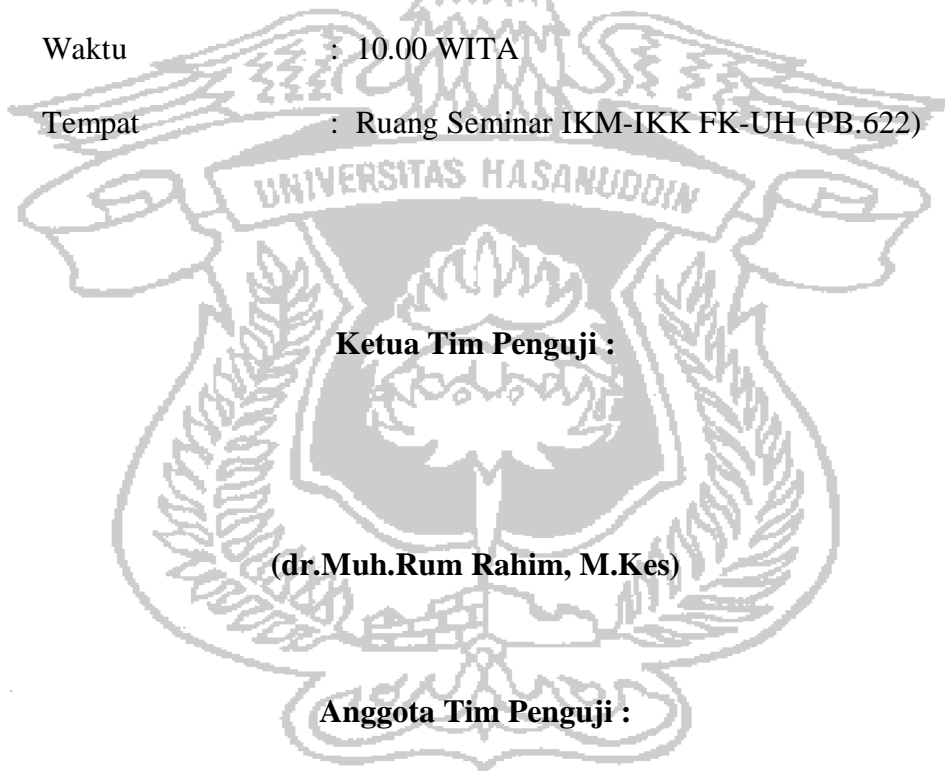 Waktu : 10.00 WITA
Tempat : Ruang Seminar IKM-IKK FK-UH (PB.622)
UNIVERSITAS HASANUDDIN
Ketua Tim Penguji :
(dr.Muh.Rum Rahim, M.Kes)
Anggota Tim Penguji :